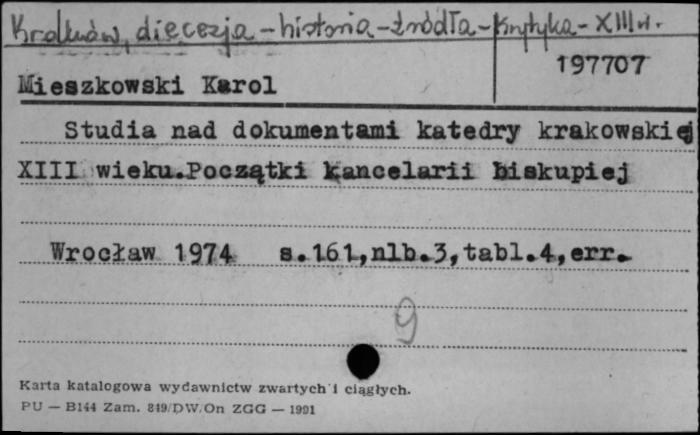 Kraków, diecezja - historia - źródła - krytyka - XIII w.
197707
Mieszkowski Karol
Studia nad dokumentami katedry krakowskiej
XIII wieku.Początki kancelarii biskupiej
Wrocław 1974 s.161,nlb.3,tabl.4,err.
9
Karta katalogowa wydawnictw zwartych i ciągłych.
PU — B144 Zam. 849/DW/On ZGG — 1991